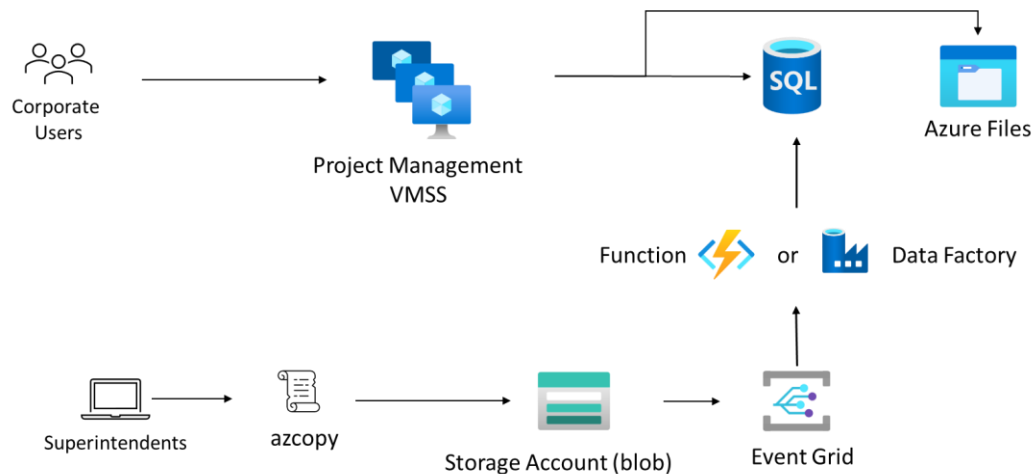 Corporate
Users
Project Management
VMSS
SQL
Azure Files
Function
or
Data Factory
Superintendents
azcopy
Storage Account (blob)
Event Grid